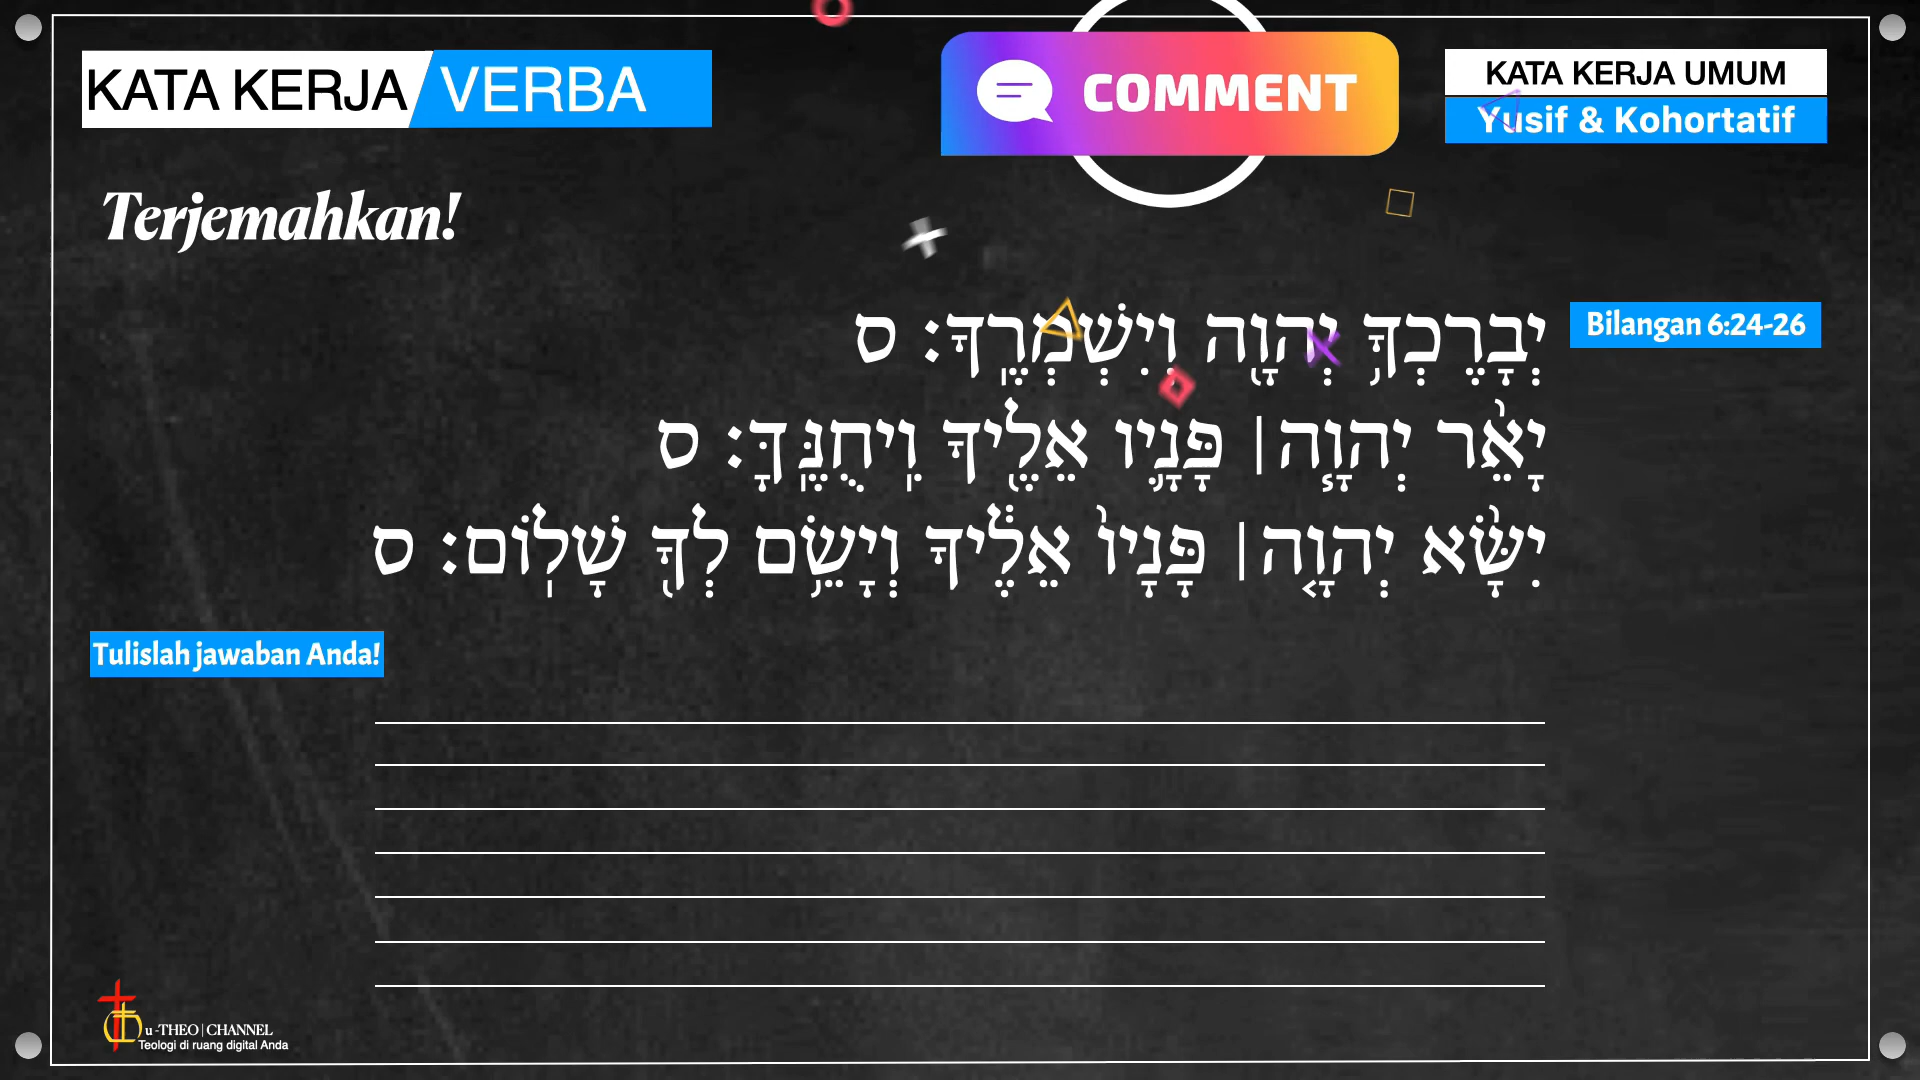 KATA KERJA VERBA
COMMENT
KATA KERJA UMUM
Yusif & Kohortatif
Terjemahkan!
Bilangan 6:24-26
יְבָרֶכְךָ֥ יְהוָ֖ה וְיִשְׁמְרֶֽךָ׃ ס
יָאֵ֨ר יְהוָ֧ה׀ פָּנָ֛יו אֵלֶ֖יךָ וִֽיחֻנֶּֽךָּ׃ ס
יִשָּׂ֨א יְהוָ֤ה׀ פָּנָיו֙ אֵלֶ֔יךָ וְיָשֵׂ֥ם לְךָ֖ שָׁלֽוֹם׃ ס
Tulislah jawaban Anda!
u-THEO | CHANNEL
Teologi di ruang digital Anda